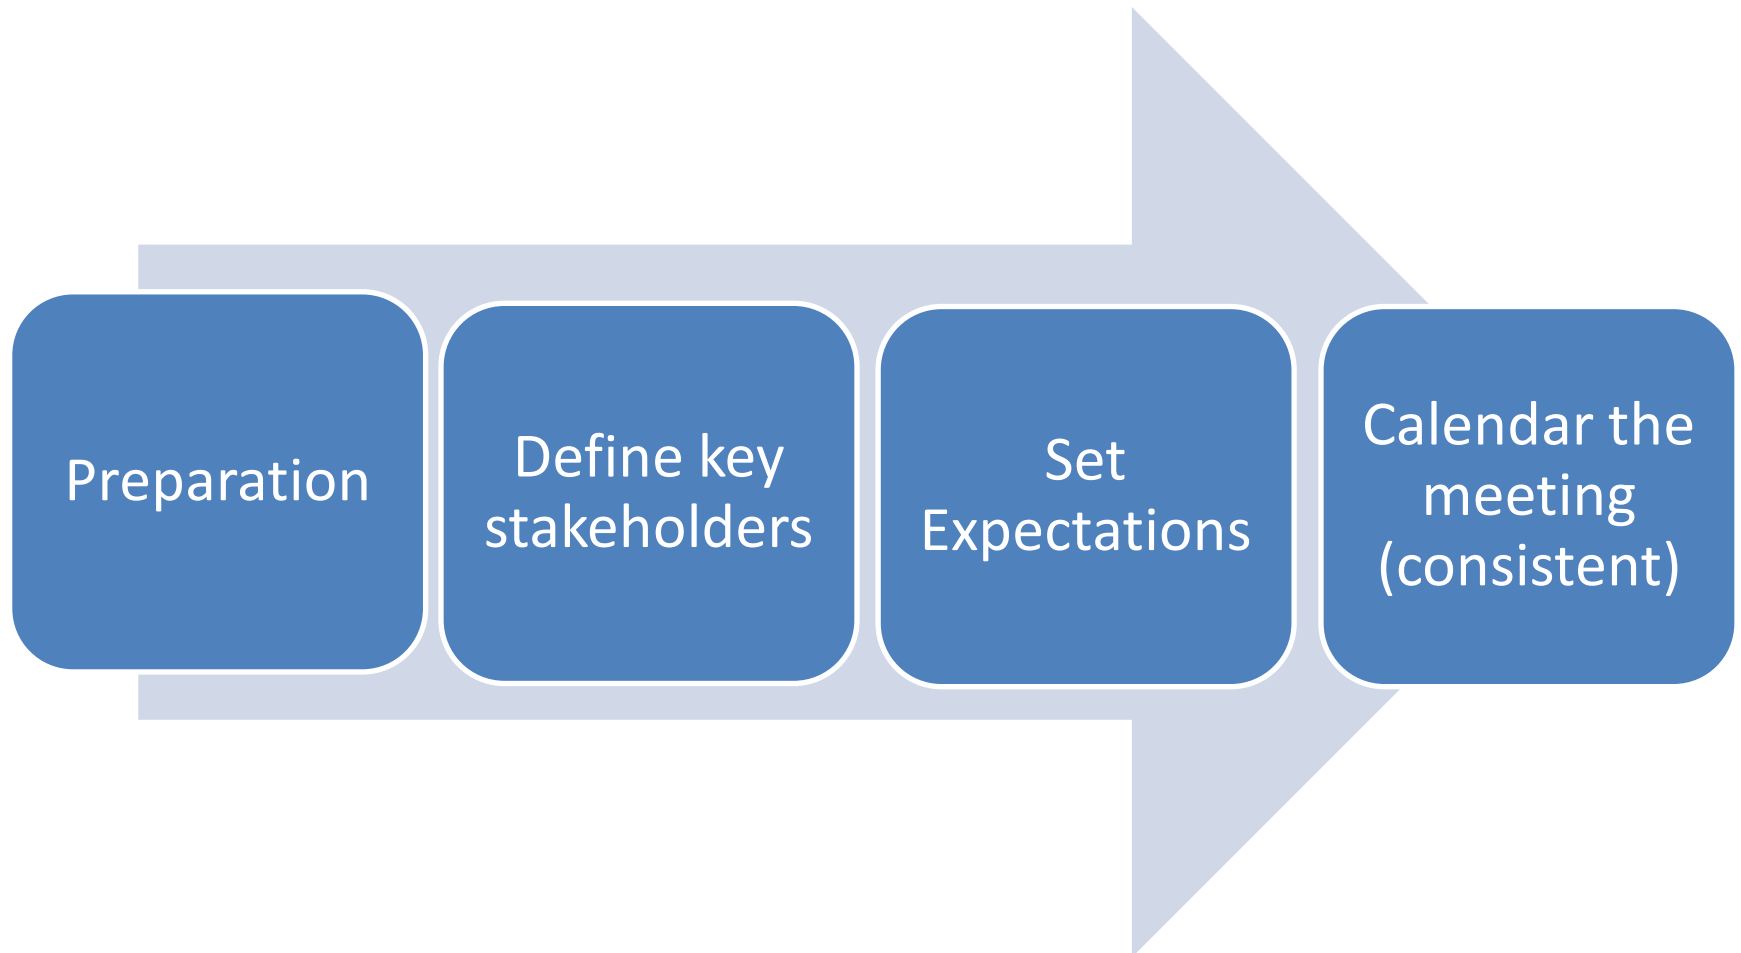 Preparation
Define key
stakeholders
Set
Expectations
Calendar the
meeting
(consistent)